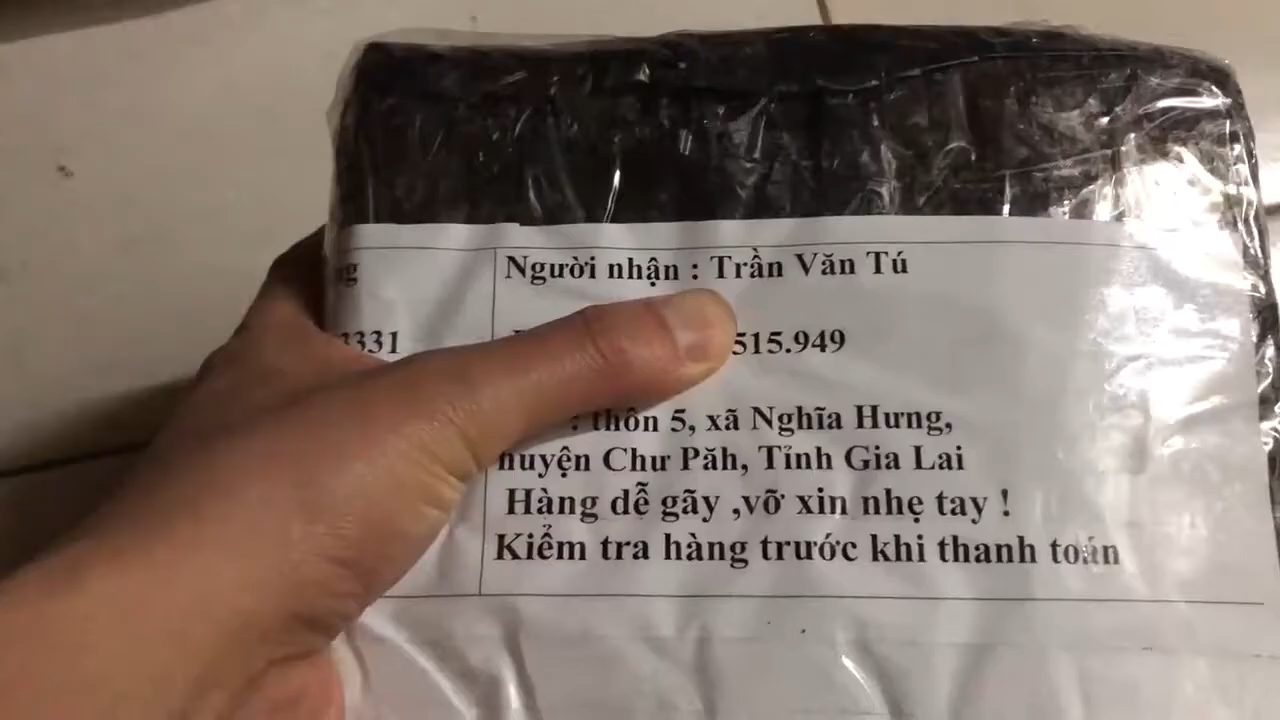 Người nhận : Trần Văn Tú
3331
515.949
: thôn 5, xã Nghĩa Hưng,
huyện Chư Păh, Tỉnh Gia Lai
Hàng dễ gãy ,vỡ xin nhẹ tay !
Kiểm tra hàng trước khi thanh toán